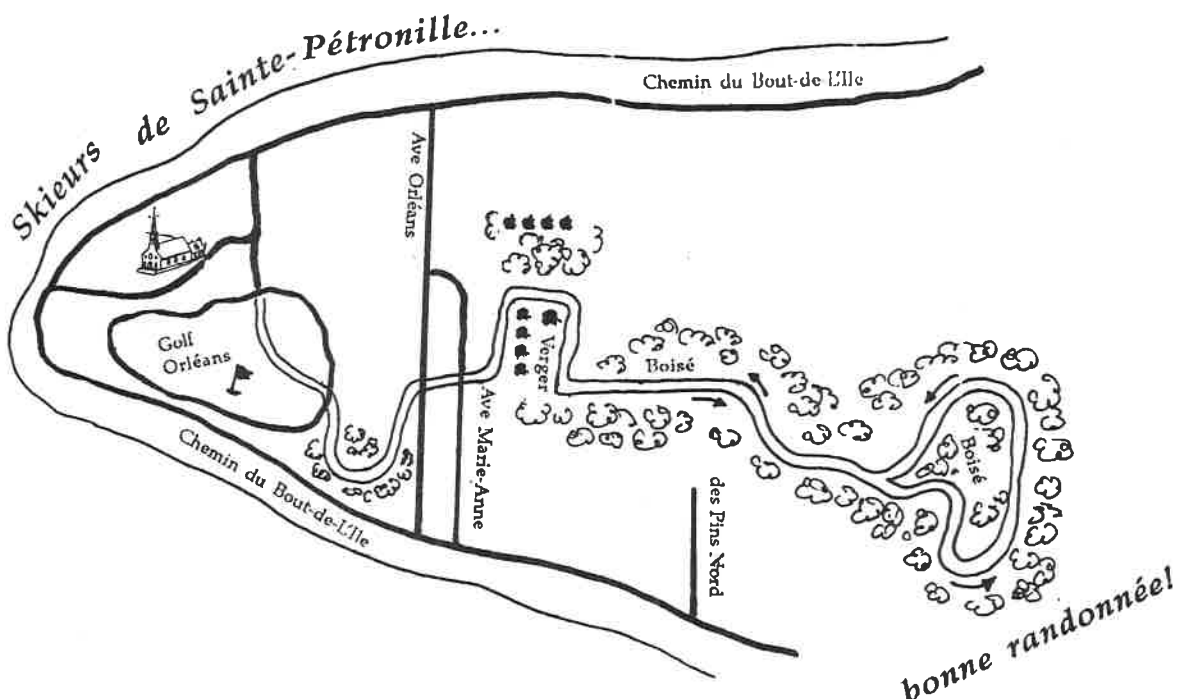 Skieurs de Sainte-Pétronille...
Chemin du Bout-de-L'Ile
Ave Orléans
Golf
Orléans
Verger
Boisé
Boisé
Ave Marie-Anne
Chemin du Bout-de-L'Ile
des Pins Nord
bonne randonnée!